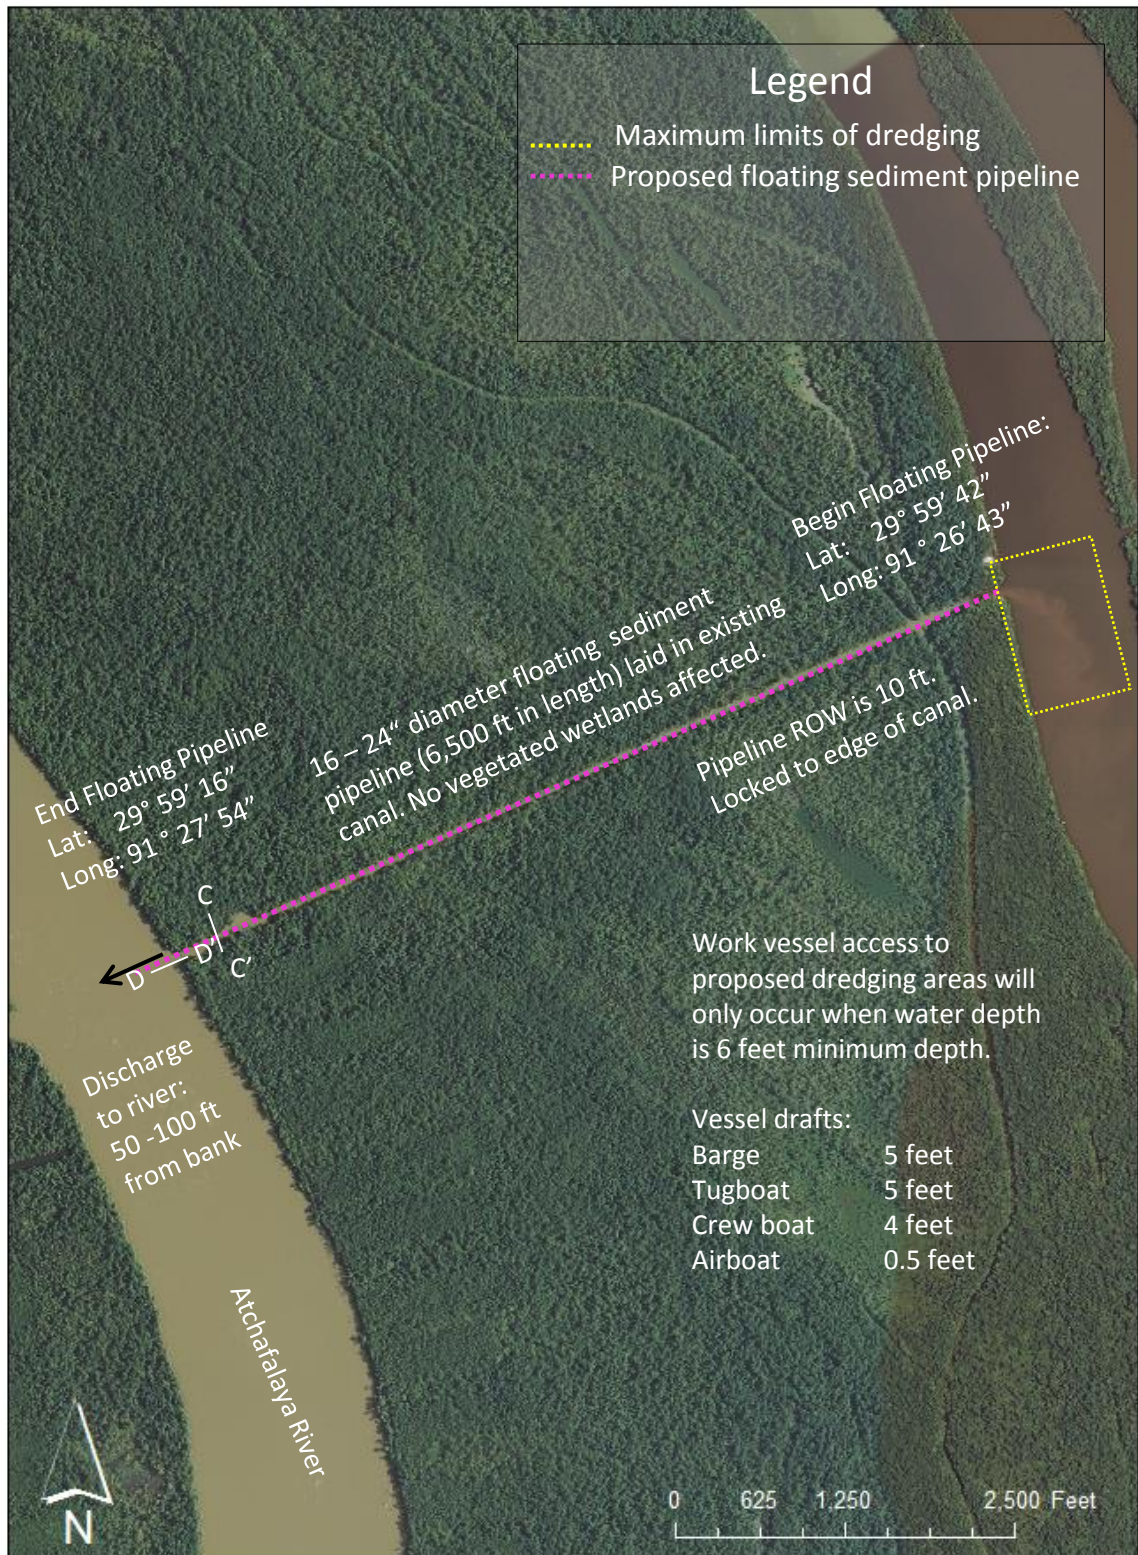 Legend
Maximum limits of dredging
Proposed floating sediment pipeline
Begin Floating Pipeline:
Lat: 29° 59’ 42”
Long: 91 ° 26’ 43”
16 – 24“ diameter floating sediment
pipeline (6,500 ft in length) laid in existing
canal. No vegetated wetlands affected.
Pipeline ROW is 10 ft.
Locked to edge of canal.
End Floating Pipeline
Lat: 29° 59’ 16”
Long: 91 ° 27’ 54”
C
C’
D
D’
Discharge
to river:
50 -100 ft
from bank
Work vessel access to
proposed dredging areas will
only occur when water depth
is 6 feet minimum depth.
Vessel drafts:
Barge 5 feet
Tugboat 5 feet
Crew boat 4 feet
Airboat 0.5 feet
Atchafalaya River
N
0 625 1,250 2,500 Feet